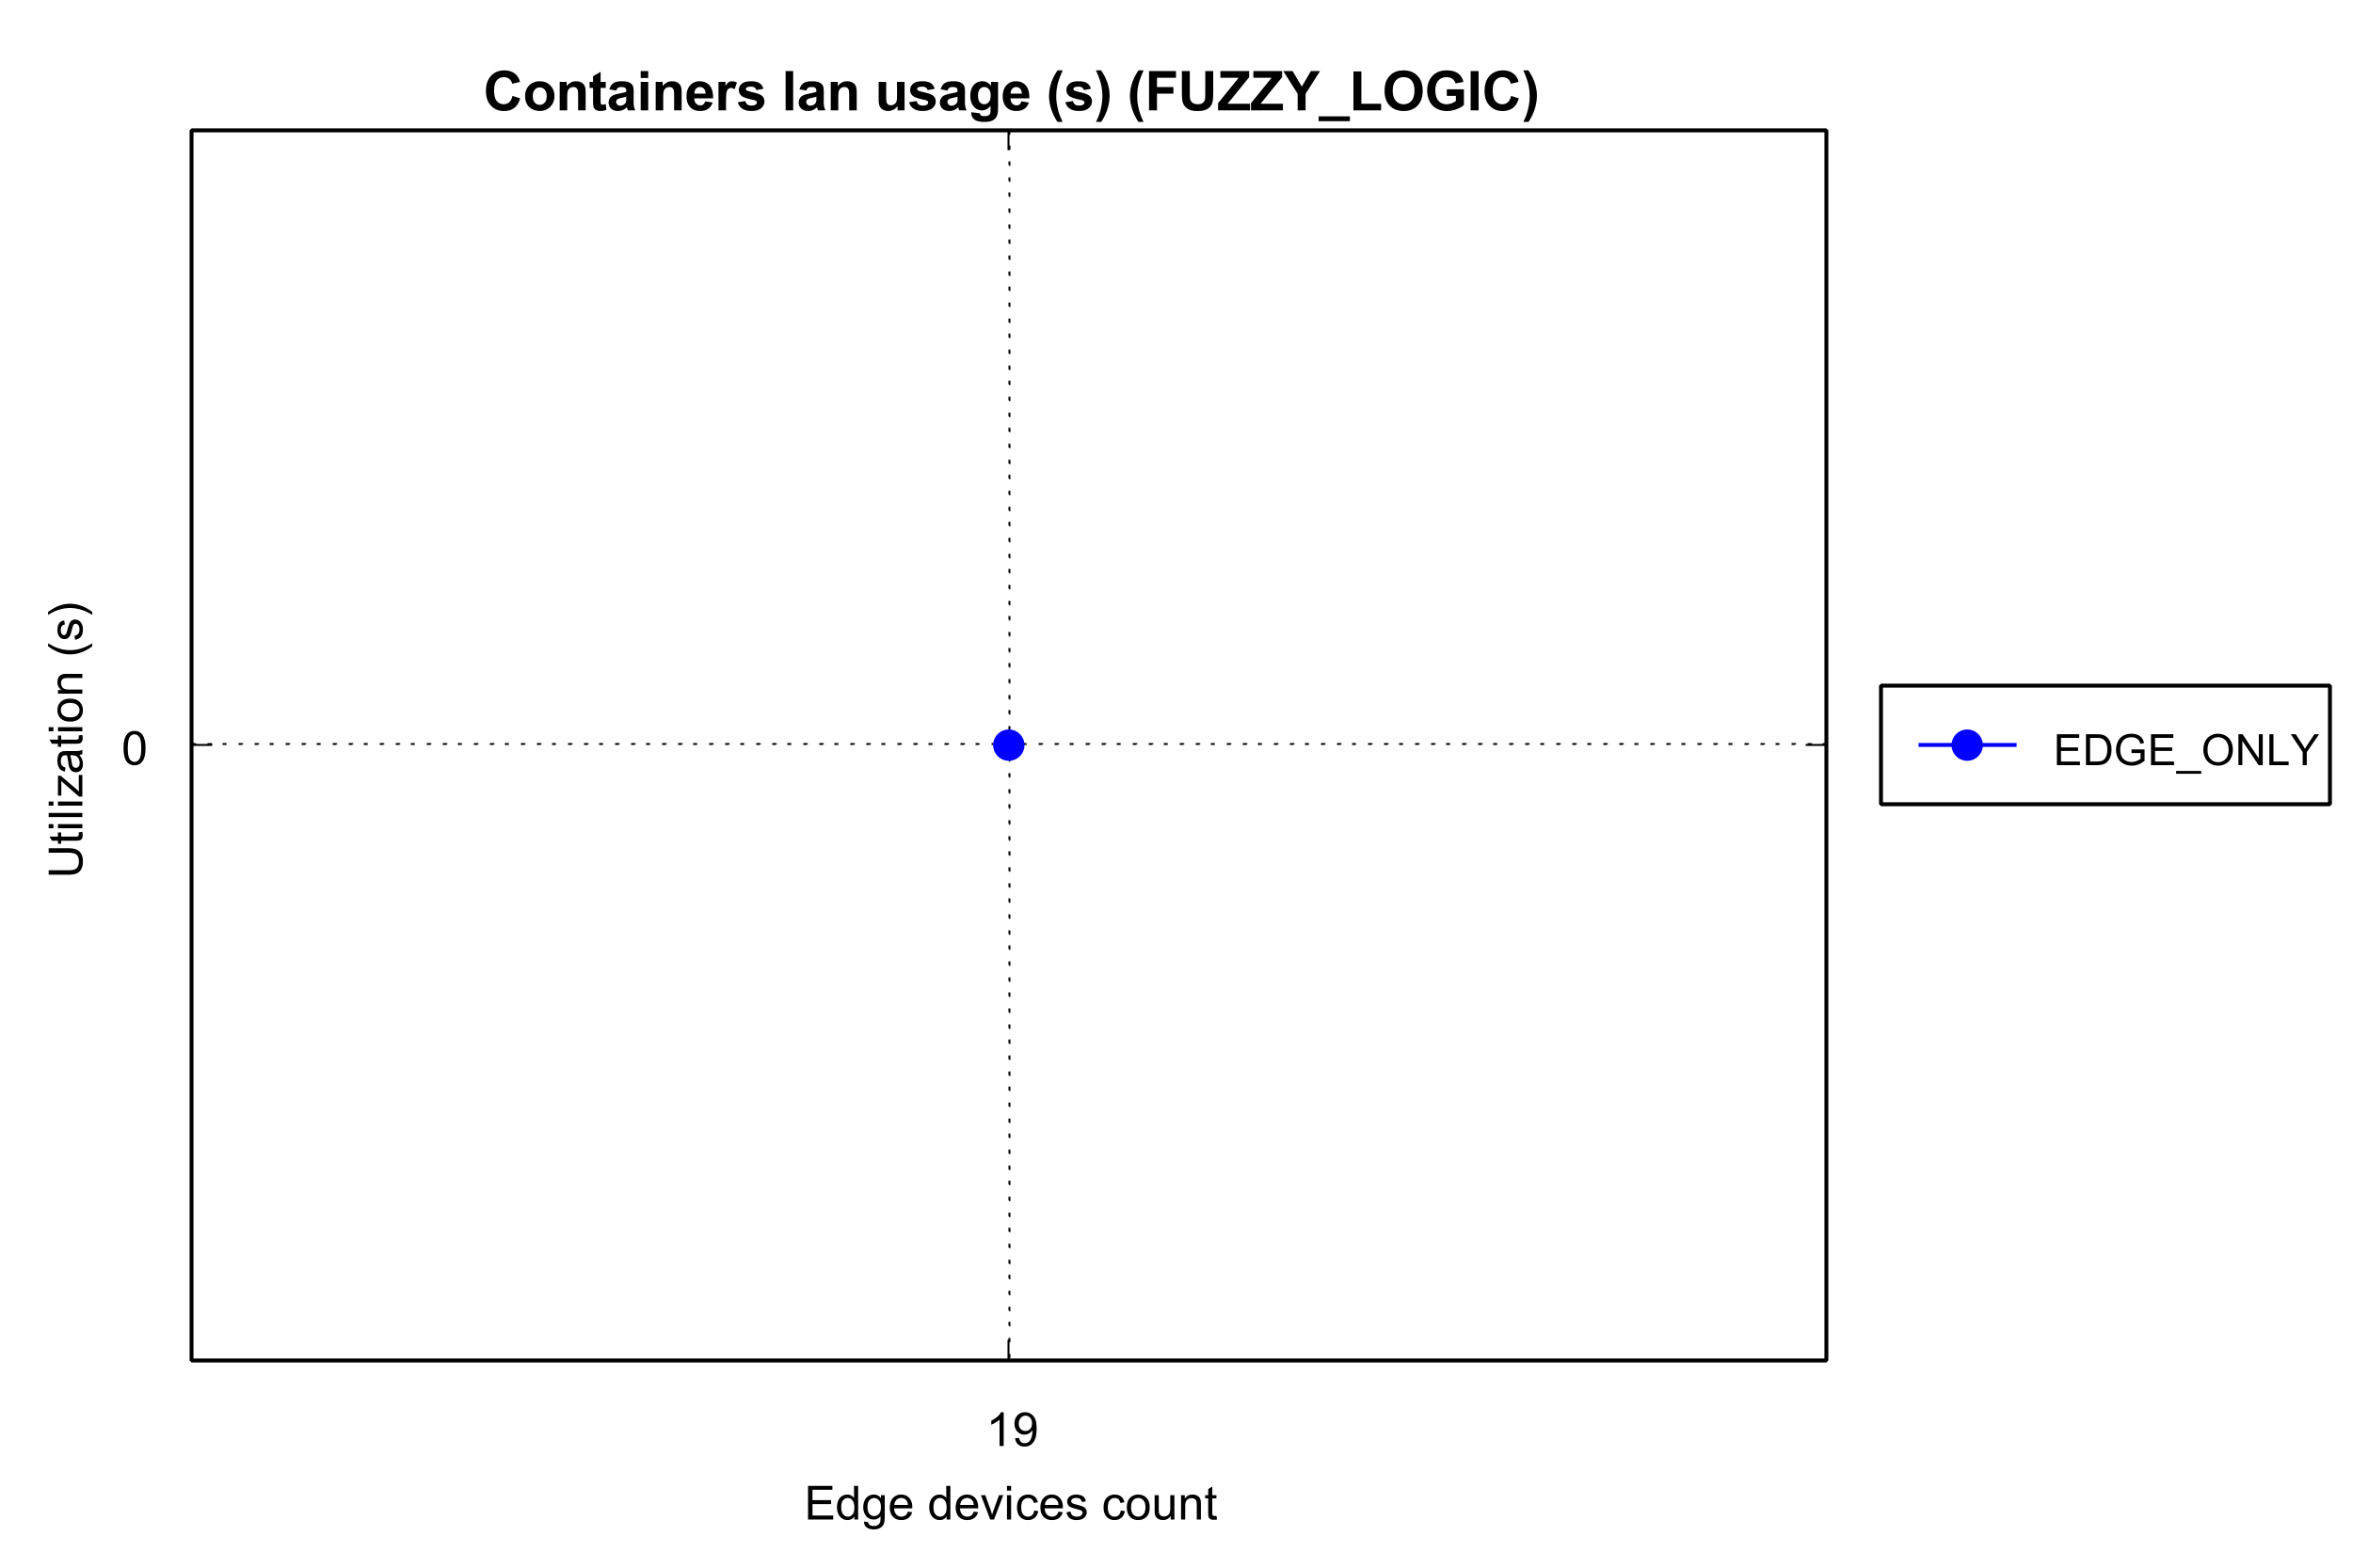 Containers lan usage (s) (FUZZY_LOGIC)
Utilization (s)
0
EDGE_ONLY
19
Edge devices count